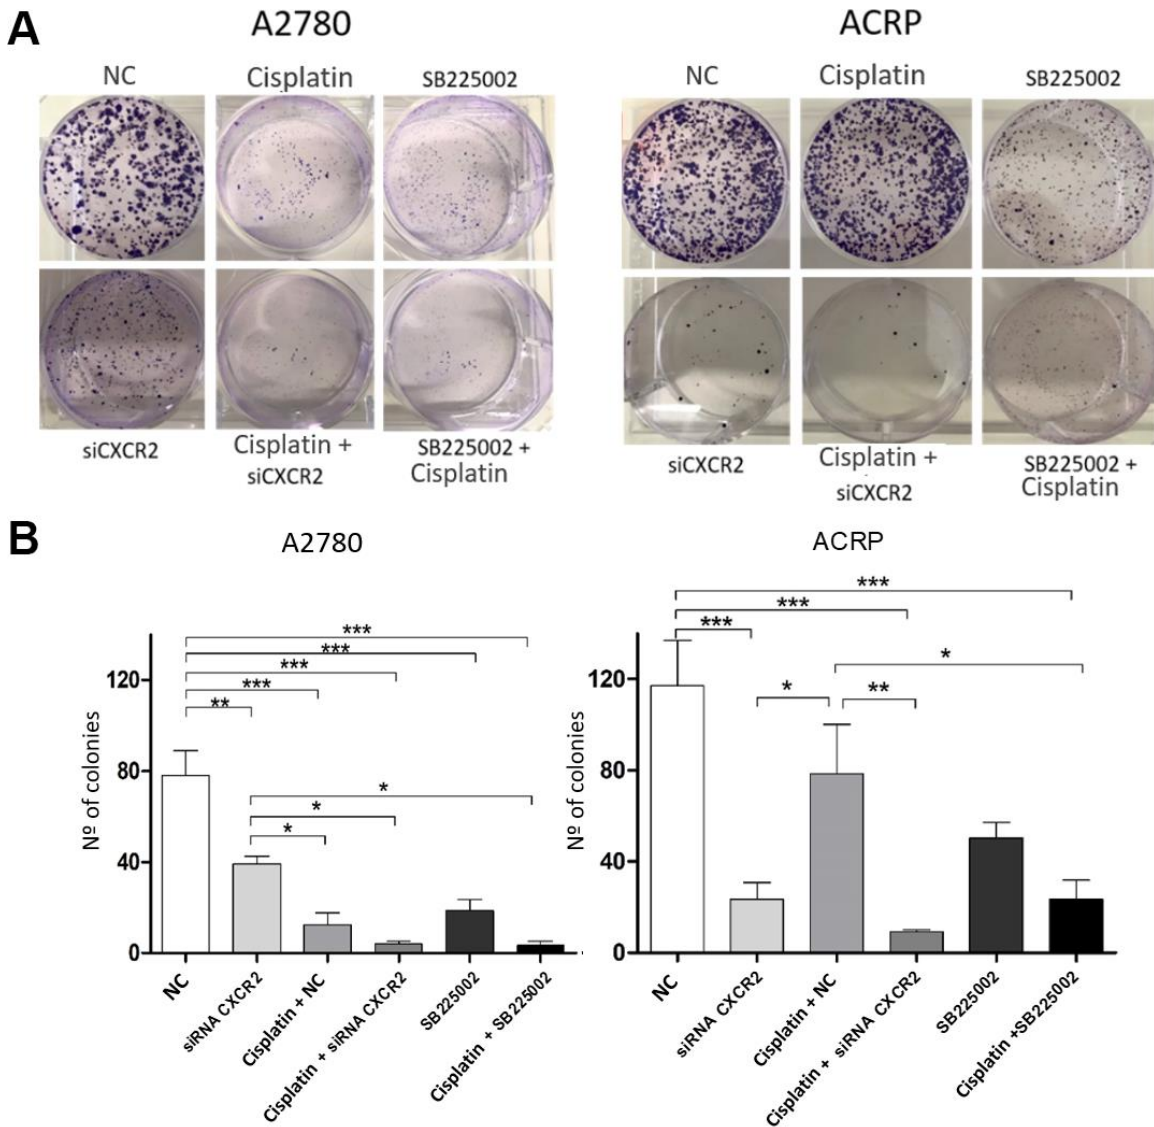 A
A2780
ACRP
NC
Cisplatin
SB225002
NC
Cisplatin
SB225002
siCXCR2
Cisplatin +
siCXCR2
SB225002 +
Cisplatin
siCXCR2
Cisplatin +
siCXCR2
SB225002 +
Cisplatin
B
A2780
Nº of colonies
120
80
40
0
***
***
***
***
**
*
*
*
NC
siRNA CXCR2
Cisplatin + NC
Cisplatin + siRNA CXCR2
SB225002
Cisplatin + SB225002
ACRP
Nº of colonies
120
80
40
0
***
***
***
*
*
**
NC
siRNA CXCR2
Cisplatin + NC
Cisplatin + siRNA CXCR2
SB225002
Cisplatin +SB225002